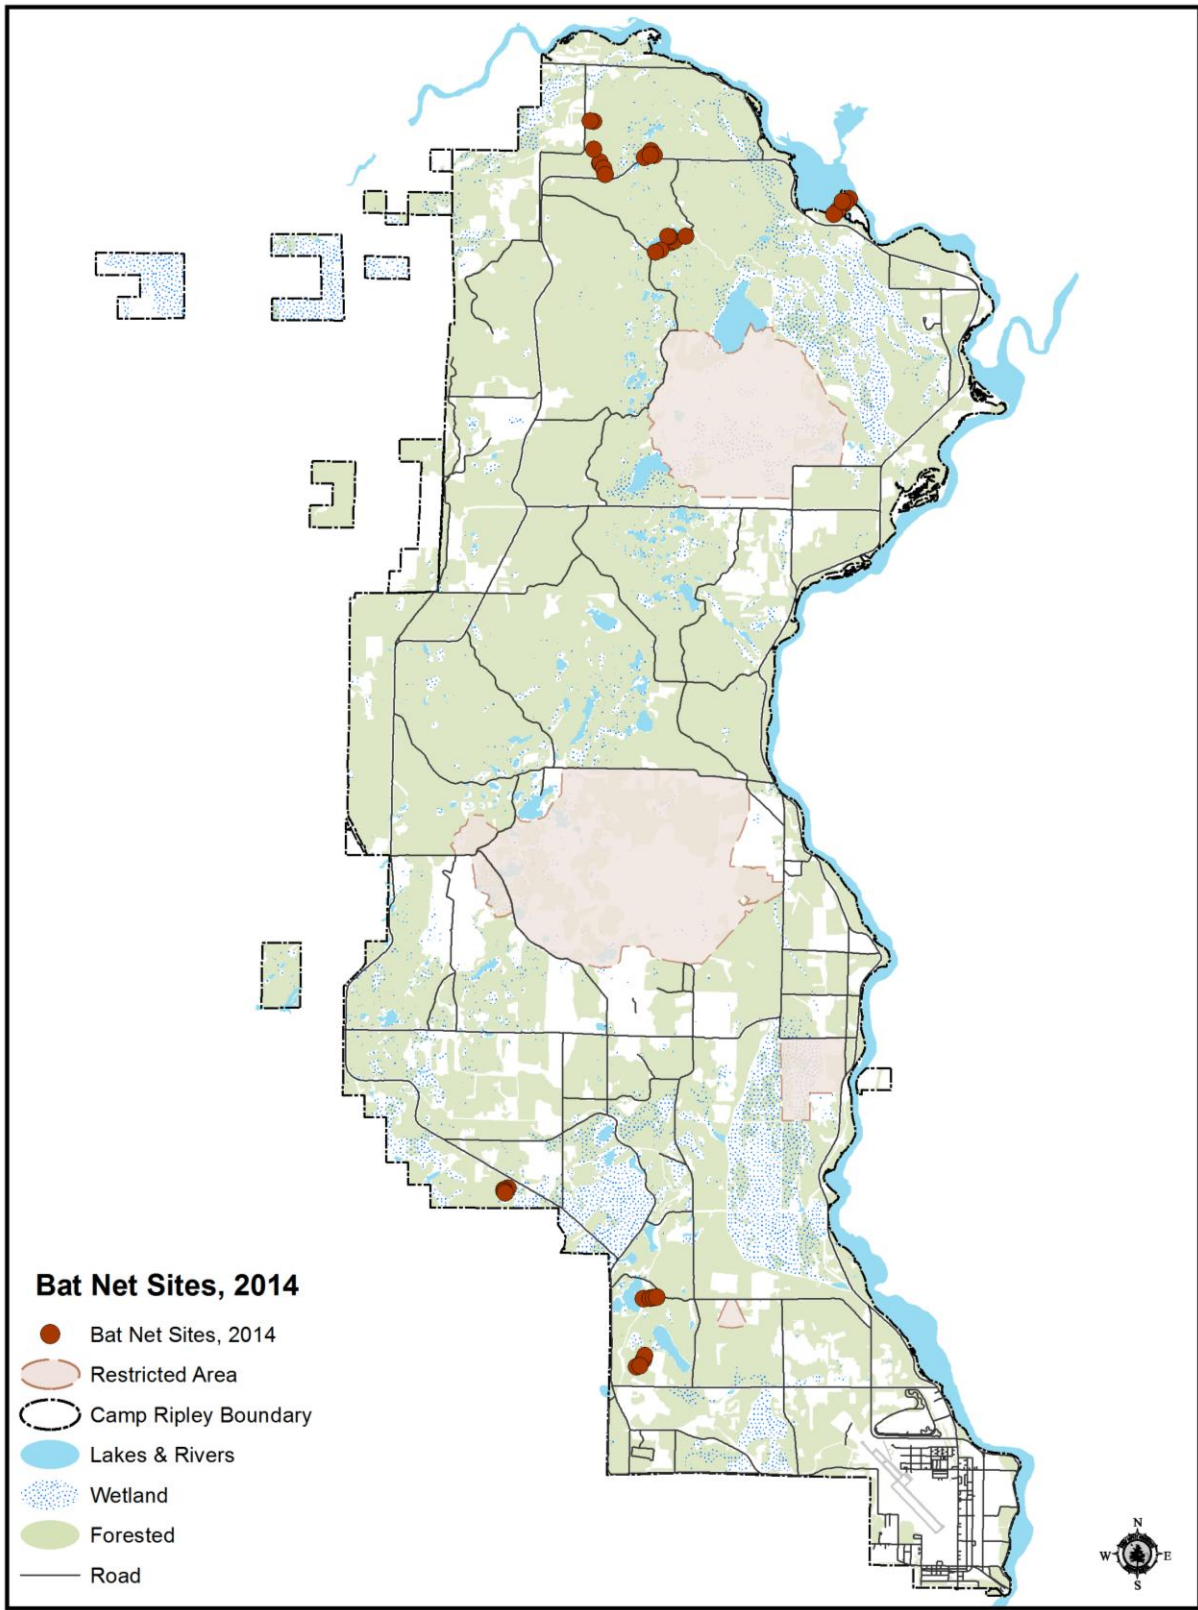 Bat Net Sites, 2014
Bat Net Sites, 2014
Restricted Area
Camp Ripley Boundary
Lakes & Rivers
Wetland
Forested
Road
N
W E
S